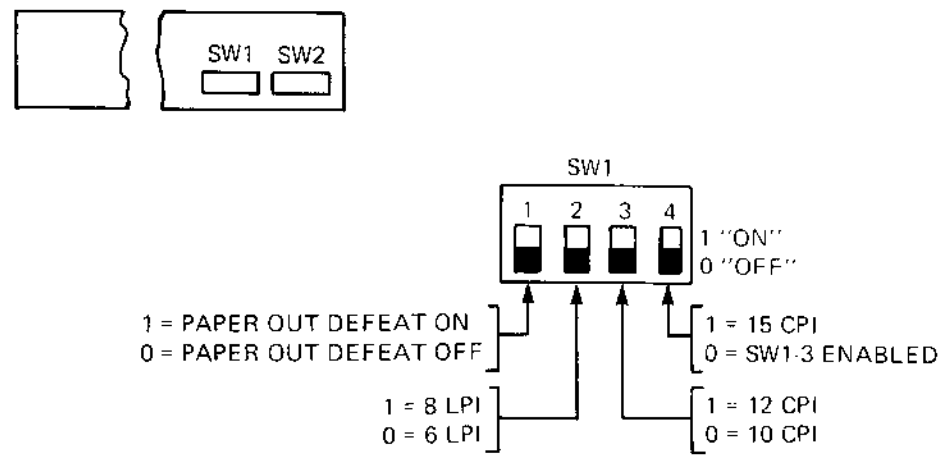 SW1 SW2
SW1
1 2 3 4
1 "ON"
0 "OFF"
1 = PAPER OUT DEFEAT ON
0 = PAPER OUT DEFEAT OFF
1 = 15 CPI
0 = SW1-3 ENABLED
1 = 8 LPI
0 = 6 LPI
1 = 12 CPI
0 = 10 CPI